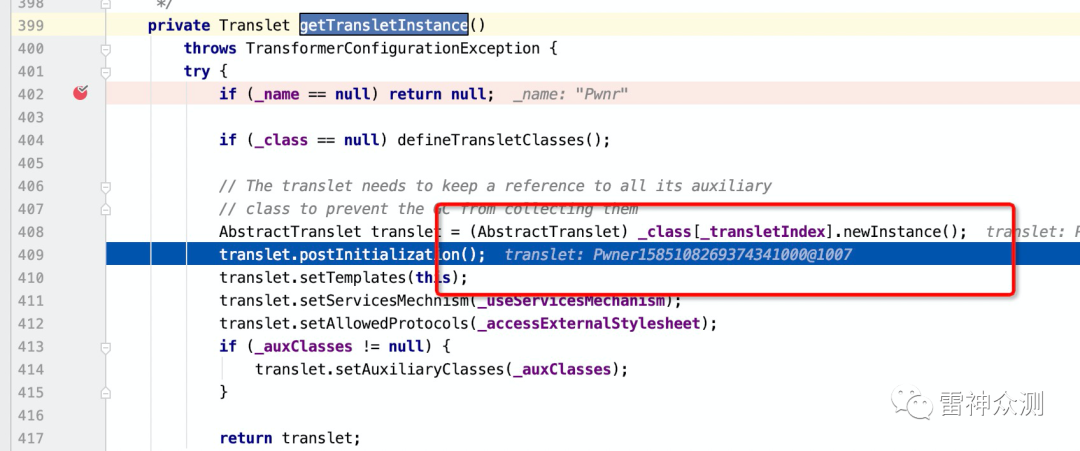 398 */
399 private Translet getTransletInstance()
400 throws TransformerConfigurationException {
401 try {
402 if (_name == null) return null; _name: "Pwnr"
403
404 if (_class == null) defineTransletClasses();
405
406 // The translet needs to keep a reference to all its auxiliary
407 // class to prevent the GC from collecting them
408 AbstractTranslet translet = (AbstractTranslet) _class[_transletIndex].newInstance(); translet: P
409 translet.postInitialization(); translet: Pwner1585108269374341000@1007
410 translet.setTemplates(this);
411 translet.setServicesMechnism(_useServicesMechanism);
412 translet.setAllowedProtocols(_accessExternalStylesheet);
413 if (_auxClasses != null) {
414 translet.setAuxiliaryClasses(_auxClasses);
415 }
416
417 return translet;
雷神众测